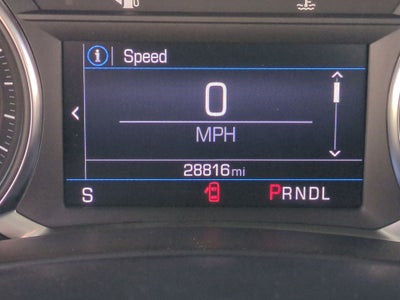 i Speed
0
MPH
28816 mi
S PRNDL